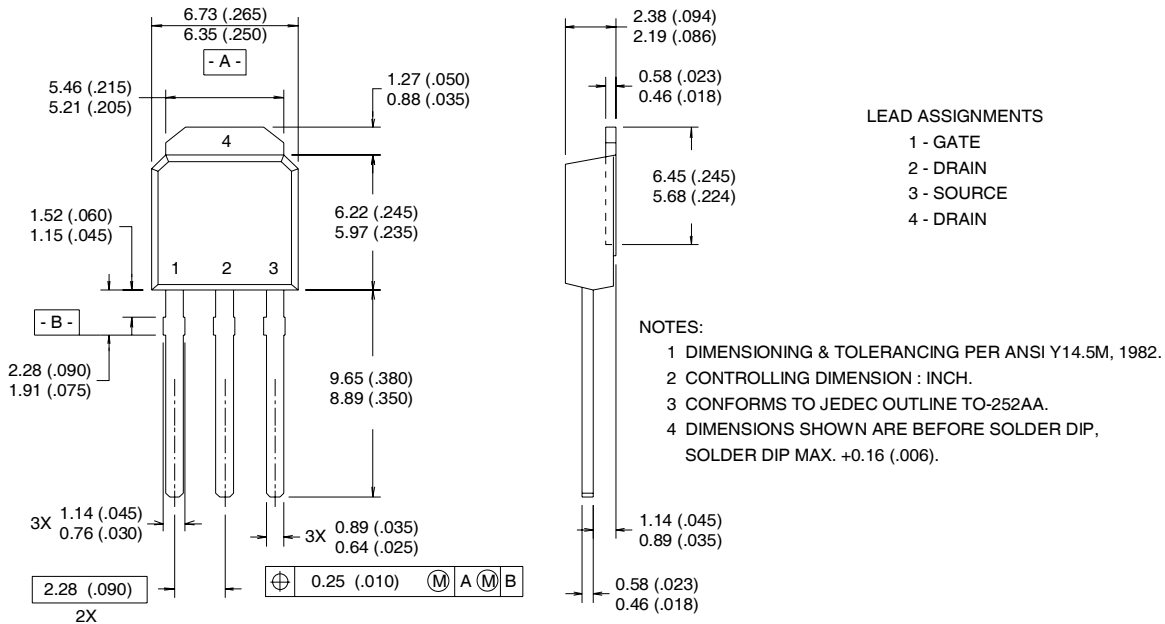 6.73 (.265)
6.35 (.250)
- A -
5.46 (.215)
5.21 (.205)
1.27 (.050)
0.88 (.035)
4
6.22 (.245)
5.97 (.235)
1.52 (.060)
1.15 (.045)
1 2 3
- B -
2.28 (.090)
1.91 (.075)
9.65 (.380)
8.89 (.350)
3X 1.14 (.045)
0.76 (.030)
3X 0.89 (.035)
0.64 (.025)
2.28 (.090)
2X
⌖ 0.25 (.010) Ⓜ A Ⓜ B
2.38 (.094)
2.19 (.086)
0.58 (.023)
0.46 (.018)
6.45 (.245)
5.68 (.224)
1.14 (.045)
0.89 (.035)
0.58 (.023)
0.46 (.018)
LEAD ASSIGNMENTS
1 - GATE
2 - DRAIN
3 - SOURCE
4 - DRAIN
NOTES:
1 DIMENSIONING & TOLERANCING PER ANSI Y14.5M, 1982.
2 CONTROLLING DIMENSION : INCH.
3 CONFORMS TO JEDEC OUTLINE TO-252AA.
4 DIMENSIONS SHOWN ARE BEFORE SOLDER DIP,
SOLDER DIP MAX. +0.16 (.006).